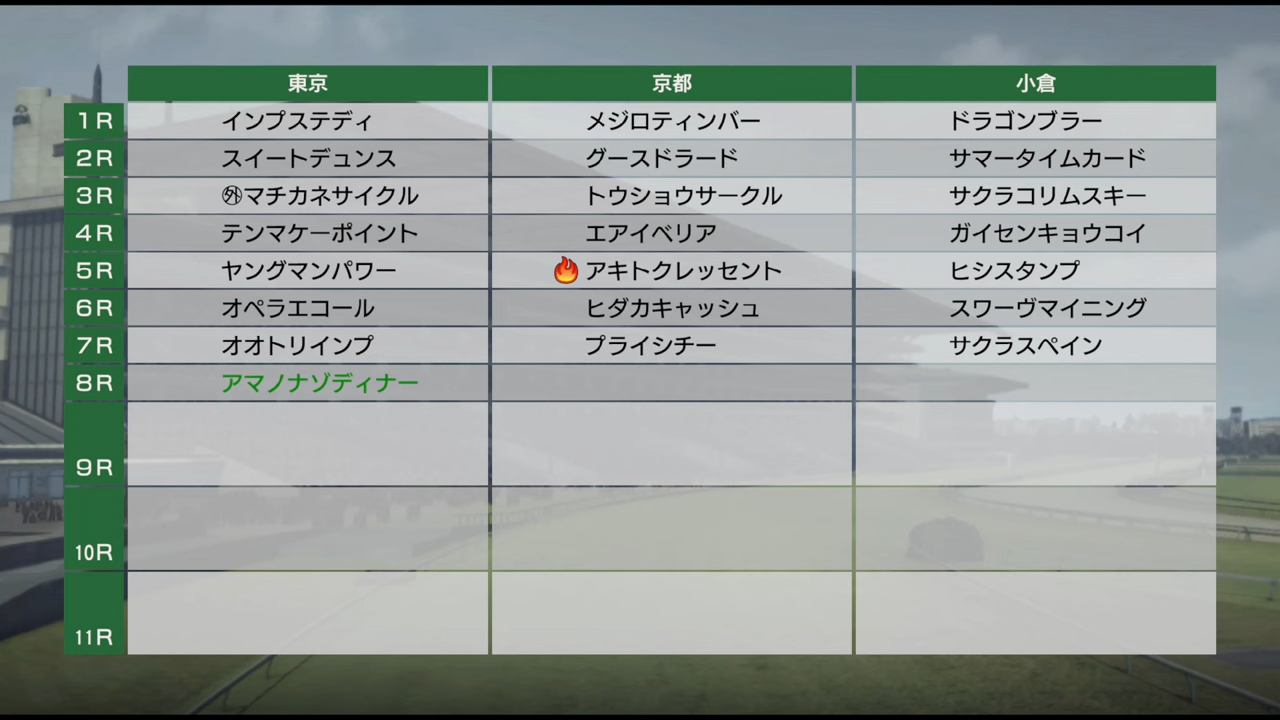 東京 京都 小倉
1R インプステディ メジロティンバー ドラゴンブラー
2R スイートデュンス グースドラード サマータイムカード
3R ㊕マチカネサイクル トウショウサークル サクラコリムスキー
4R テンマケーポイント エアイベリア ガイセンキョウコイ
5R ヤングマンパワー アキトクレッセント ヒシスタンプ
6R オペラエコール ヒダカキャッシュ スワーヴマイニング
7R オオトリインプ プライシチー サクラスペイン
8R アマノナゾディナー
9R
10R
11R